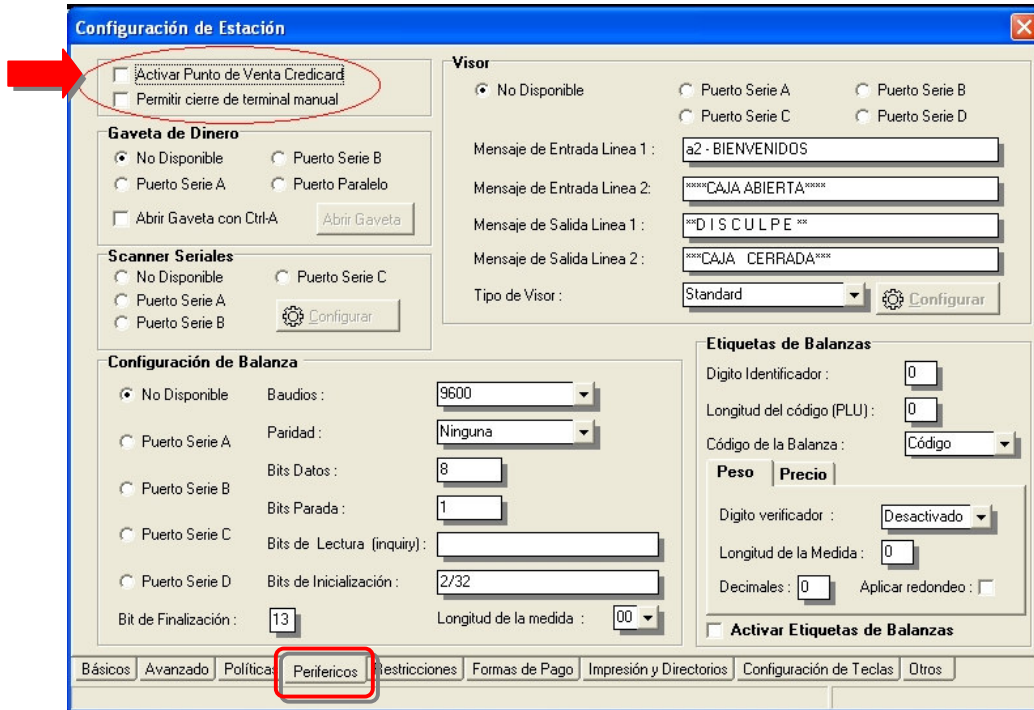 Configuración de Estación
Activar Punto de Venta Credicard
Permitir cierre de terminal manual
Gaveta de Dinero
No Disponible
Puerto Serie B
Puerto Serie A
Puerto Paralelo
Abrir Gaveta con Ctrl-A
Abrir Gaveta
Scanner Seriales
No Disponible
Puerto Serie C
Puerto Serie A
Puerto Serie B
Configurar
Visor
No Disponible
Puerto Serie A
Puerto Serie B
Puerto Serie C
Puerto Serie D
Mensaje de Entrada Linea 1 :
a2 - BIENVENIDOS
Mensaje de Entrada Linea 2:
****CAJA ABIERTA****
Mensaje de Salida Linea 1 :
**D I S C U L P E **
Mensaje de Salida Linea 2 :
***CAJA CERRADA***
Tipo de Visor :
Standard
Configurar
Configuración de Balanza
No Disponible
Baudios :
9600
Puerto Serie A
Paridad :
Ninguna
Bits Datos :
8
Puerto Serie B
Bits Parada :
1
Puerto Serie C
Bits de Lectura (inquiry) :
Puerto Serie D
Bits de Inicialización :
2/32
Bit de Finalización :
13
Longitud de la medida :
00
Etiquetas de Balanzas
Digito Identificador :
0
Longitud del código (PLU) :
0
Código de la Balanza :
Código
Peso
Precio
Digito verificador :
Desactivado
Longitud de la Medida :
0
Decimales :
0
Aplicar redondeo :
Activar Etiquetas de Balanzas
Básicos
Avanzado
Políticas
Perifericos
Restricciones
Formas de Pago
Impresión y Directorios
Configuración de Teclas
Otros